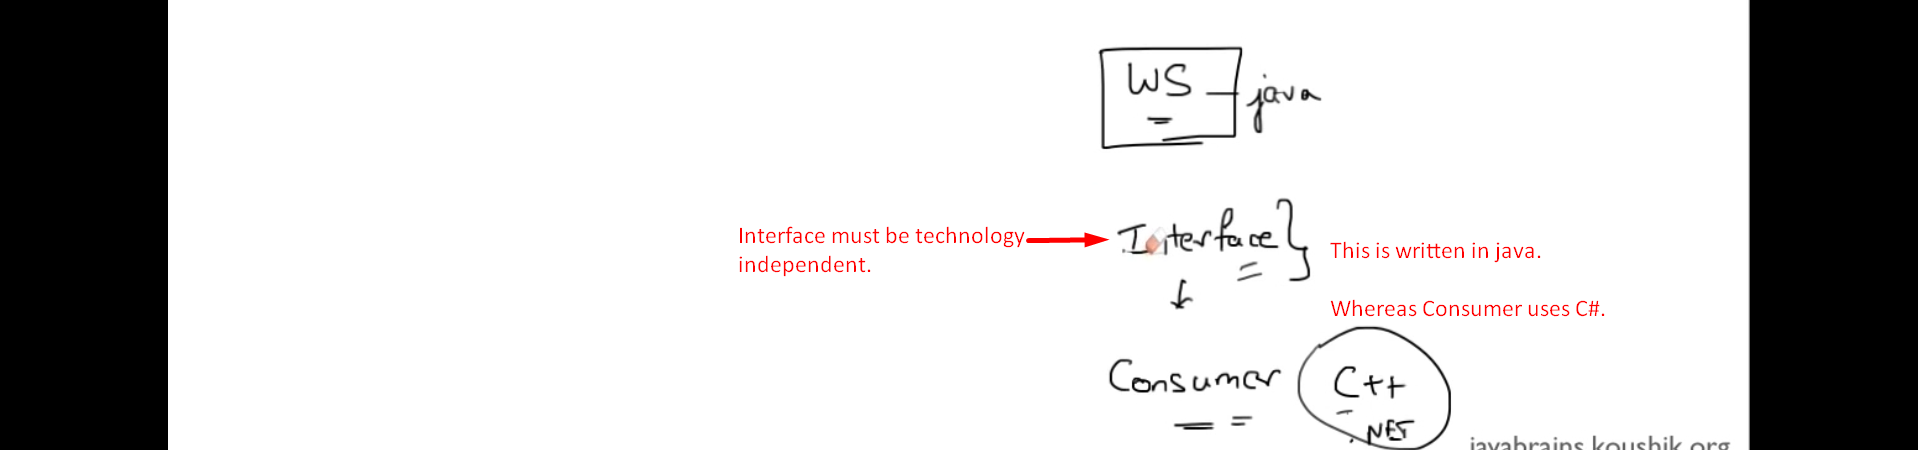 WS
java
Interface must be technology
independent.
Interface
This is written in java.
Whereas Consumer uses C#.
Consumer
C++
.NET
javabrains.koushik.org